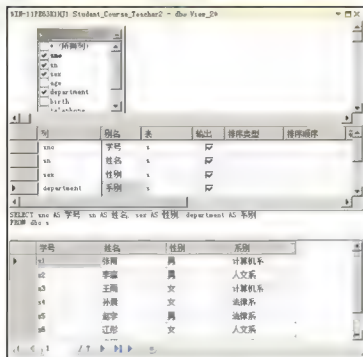 Student_Course_Teacher2 - dbo View_2*
* (所有列)
sno
sn
sex
age
department
birth
telephone
列 别名 表 输出 排序类型 排序顺序
sno 学号 s
sn 姓名 s
sex 性别 s
department 系别 s
SELECT sno AS 学号 sn AS 姓名 sex AS 性别 department AS 系别
FROM dbo s
学号 姓名 性别 系别
s1 张 男 计算机系
s2 李 男 人文系
s3 王 女 计算机系
s4 孙晨 女 法律系
s5 赵宇 男 法律系
s6 江彤 女 人文系
1 / 7